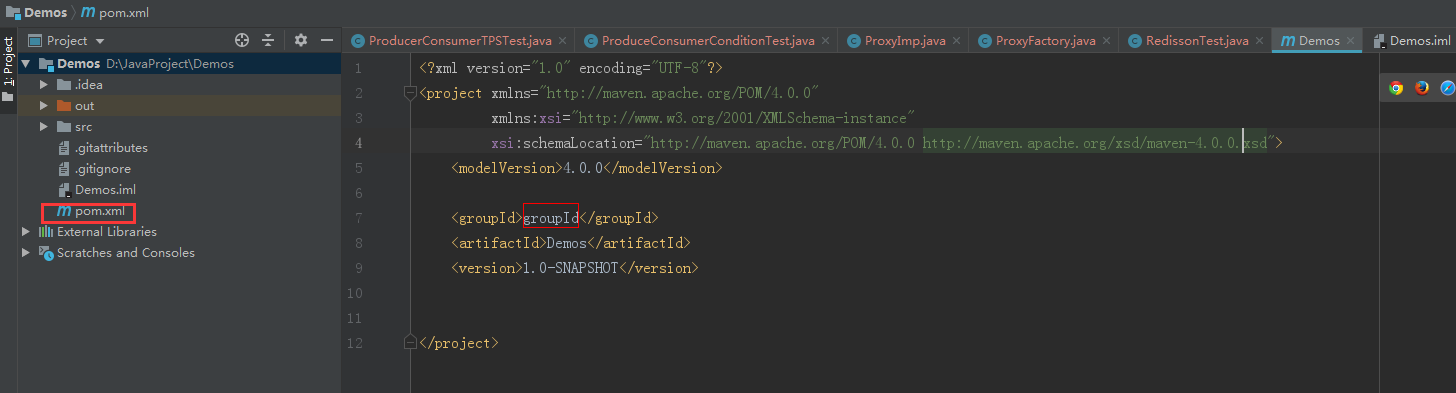 Demos pom.xml
1: Project
Project
ProducerConsumerTPSTest.java ProduceConsumerConditionTest.java ProxyImp.java ProxyFactory.java RedissonTest.java Demos Demos.iml
Demos D:\JavaProject\Demos
.idea
out
src
.gitattributes
.gitignore
Demos.iml
pom.xml
External Libraries
Scratches and Consoles
1 <?xml version="1.0" encoding="UTF-8"?>
2 <project xmlns="http://maven.apache.org/POM/4.0.0"
3 xmlns:xsi="http://www.w3.org/2001/XMLSchema-instance"
4 xsi:schemaLocation="http://maven.apache.org/POM/4.0.0 http://maven.apache.org/xsd/maven-4.0.0.xsd">
5 <modelVersion>4.0.0</modelVersion>
6
7 <groupId>groupId</groupId>
8 <artifactId>Demos</artifactId>
9 <version>1.0-SNAPSHOT</version>
10
11
12 </project>